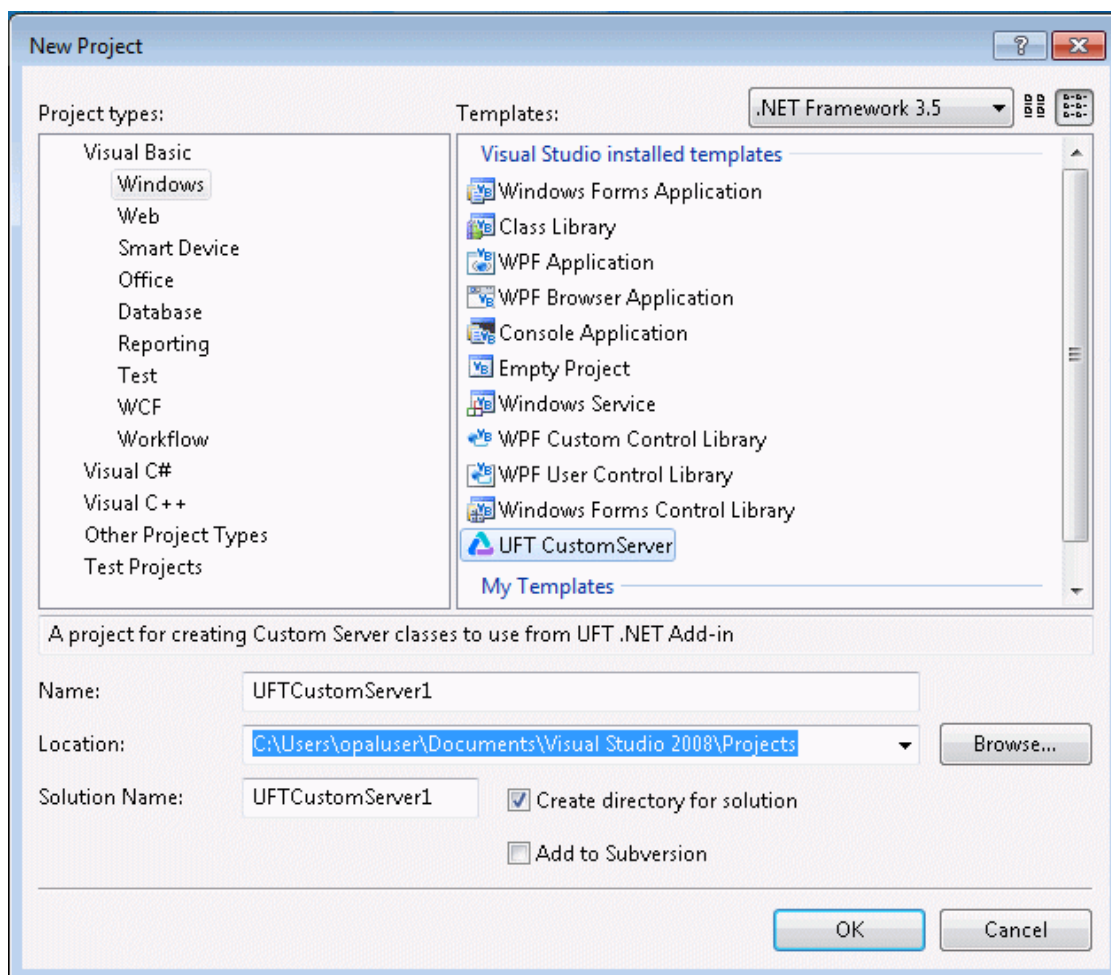 New Project
Project types:
Templates:
.NET Framework 3.5
Visual Basic
Windows
Web
Smart Device
Office
Database
Reporting
Test
WCF
Workflow
Visual C#
Visual C++
Other Project Types
Test Projects
Visual Studio installed templates
Windows Forms Application
Class Library
WPF Application
WPF Browser Application
Console Application
Empty Project
Windows Service
WPF Custom Control Library
WPF User Control Library
Windows Forms Control Library
UFT CustomServer
My Templates
A project for creating Custom Server classes to use from UFT .NET Add-in
Name: UFTCustomServer1
Location: C:\Users\opaluser\Documents\Visual Studio 2008\Projects Browse...
Solution Name: UFTCustomServer1 Create directory for solution
Add to Subversion
OK Cancel